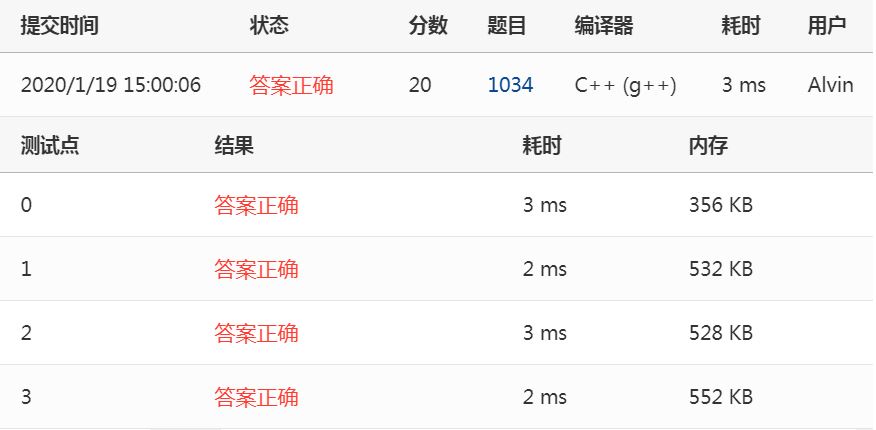 提交时间 状态 分数 题目 编译器 耗时 用户
2020/1/19 15:00:06 答案正确 20 1034 C++ (g++) 3 ms Alvin
测试点 结果 耗时 内存
0 答案正确 3 ms 356 KB
1 答案正确 2 ms 532 KB
2 答案正确 3 ms 528 KB
3 答案正确 2 ms 552 KB